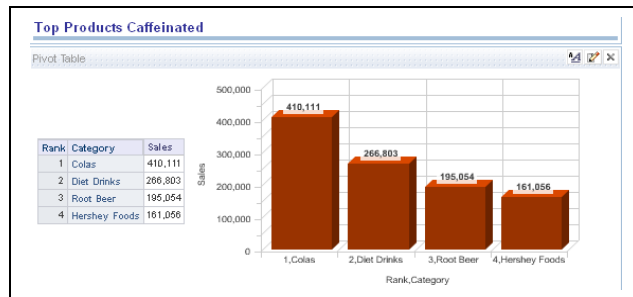 Top Products Caffeinated
Pivot Table
Rank Category Sales
1 Colas 410,111
2 Diet Drinks 266,803
3 Root Beer 195,054
4 Hershey Foods 161,056
500,000
400,000
300,000
200,000
100,000
0
Sales
410,111
266,803
195,054
161,056
1,Colas 2,Diet Drinks 3,Root Beer 4,Hershey Foods
Rank,Category